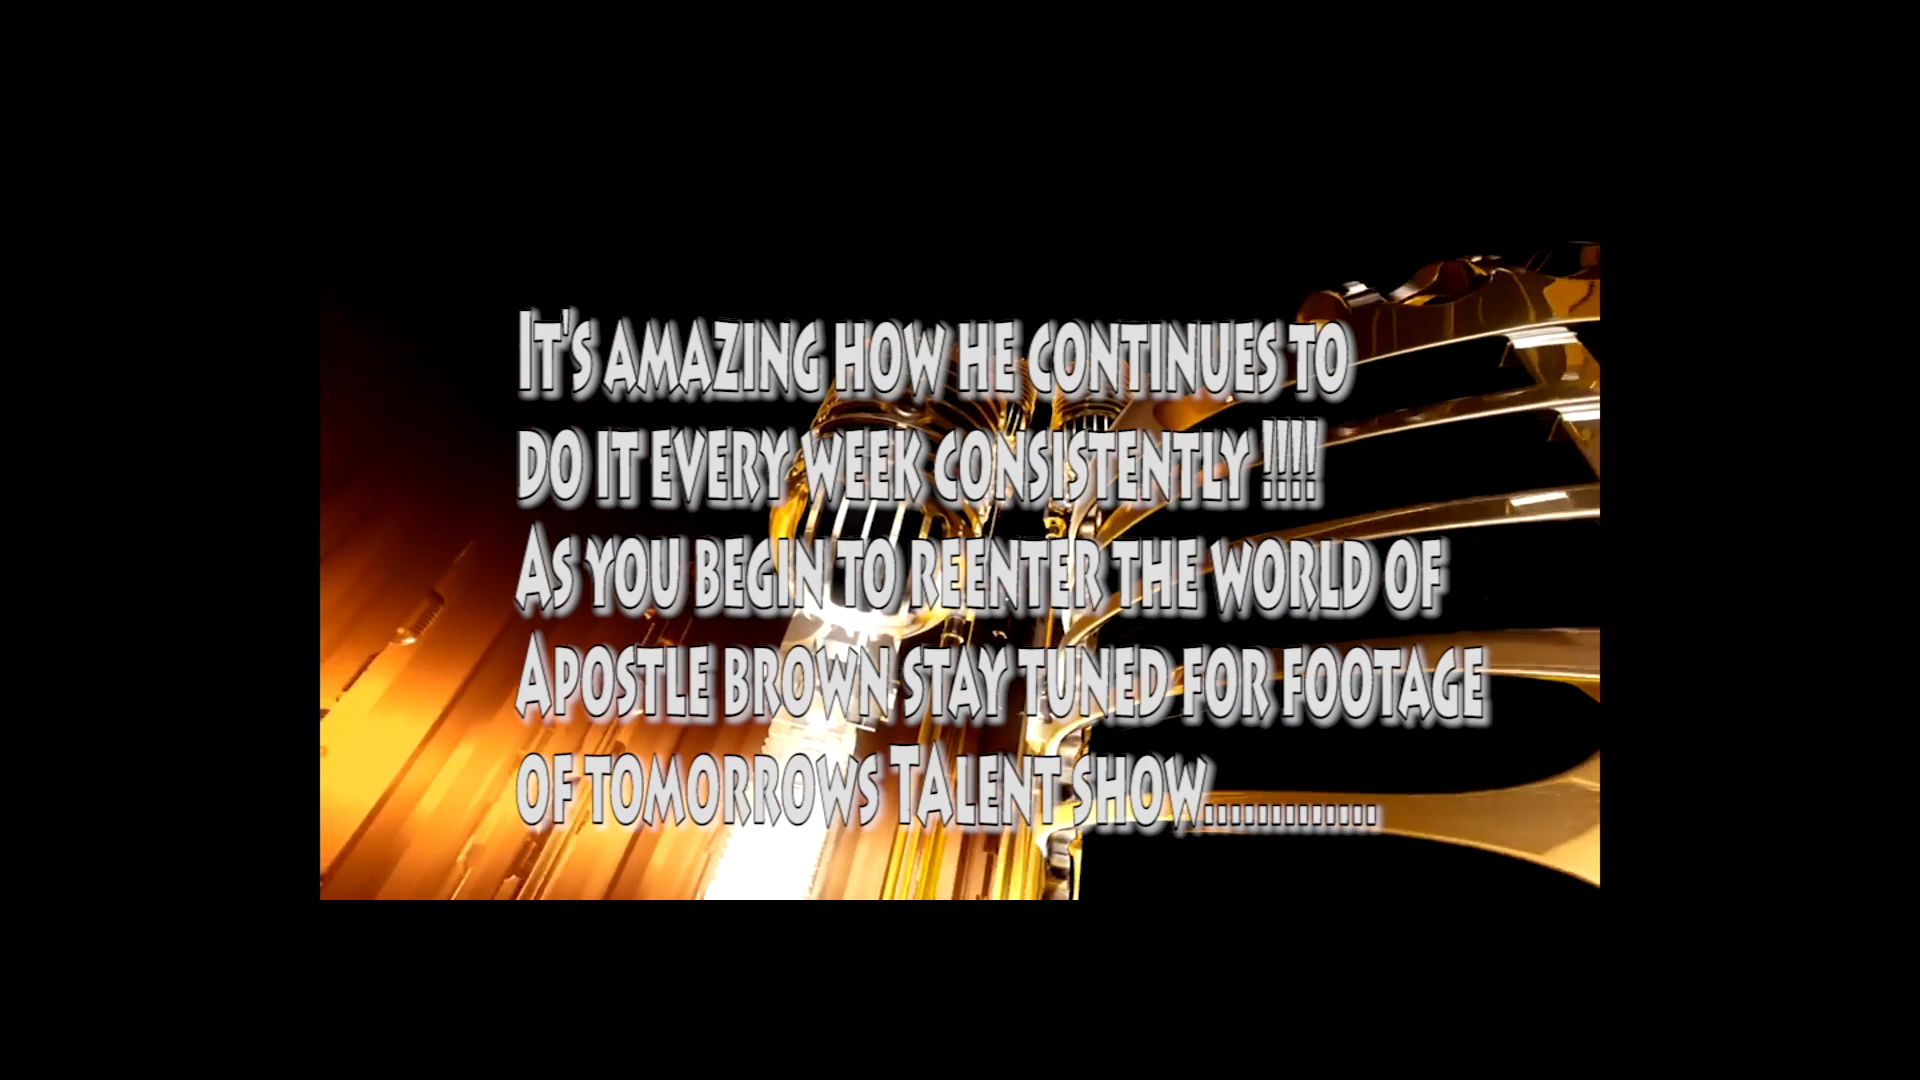 It's amazing how he continues to
do it every week consistently !!!!
As you begin to reenter the world of
Apostle brown stay tuned for footage
of tomorrows TAlent show.............